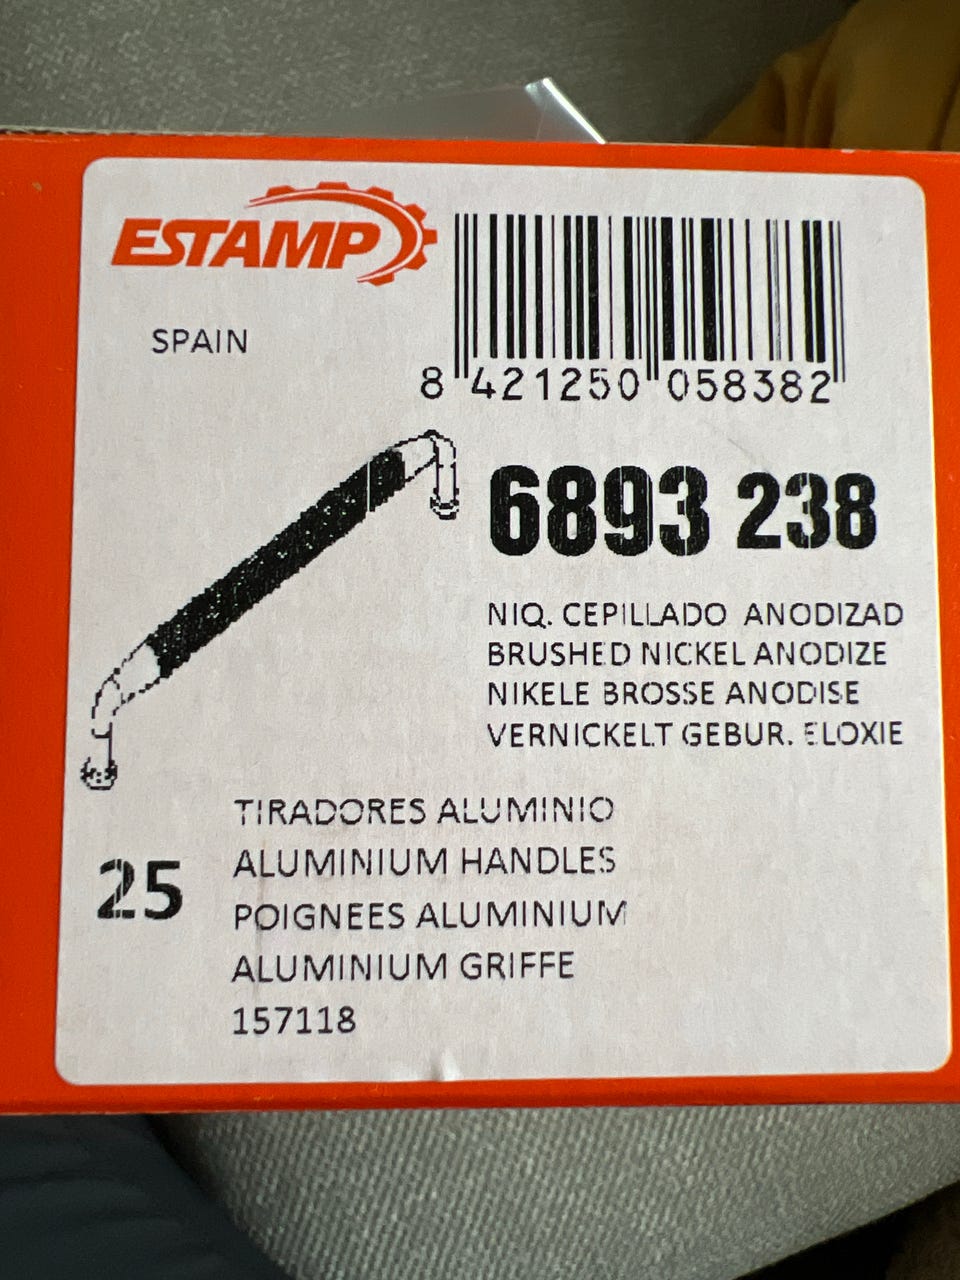 ESTAMP
SPAIN
8 421250 058382
6893 238
NIQ. CEPILLADO ANODIZAD
BRUSHED NICKEL ANODIZE
NIKELE BROSSE ANODISE
VERNICKELT GEBUR. ELOXIE
TIRADORES ALUMINIO
ALUMINIUM HANDLES
25
POIGNEES ALUMINIUM
ALUMINIUM GRIFFE
157118